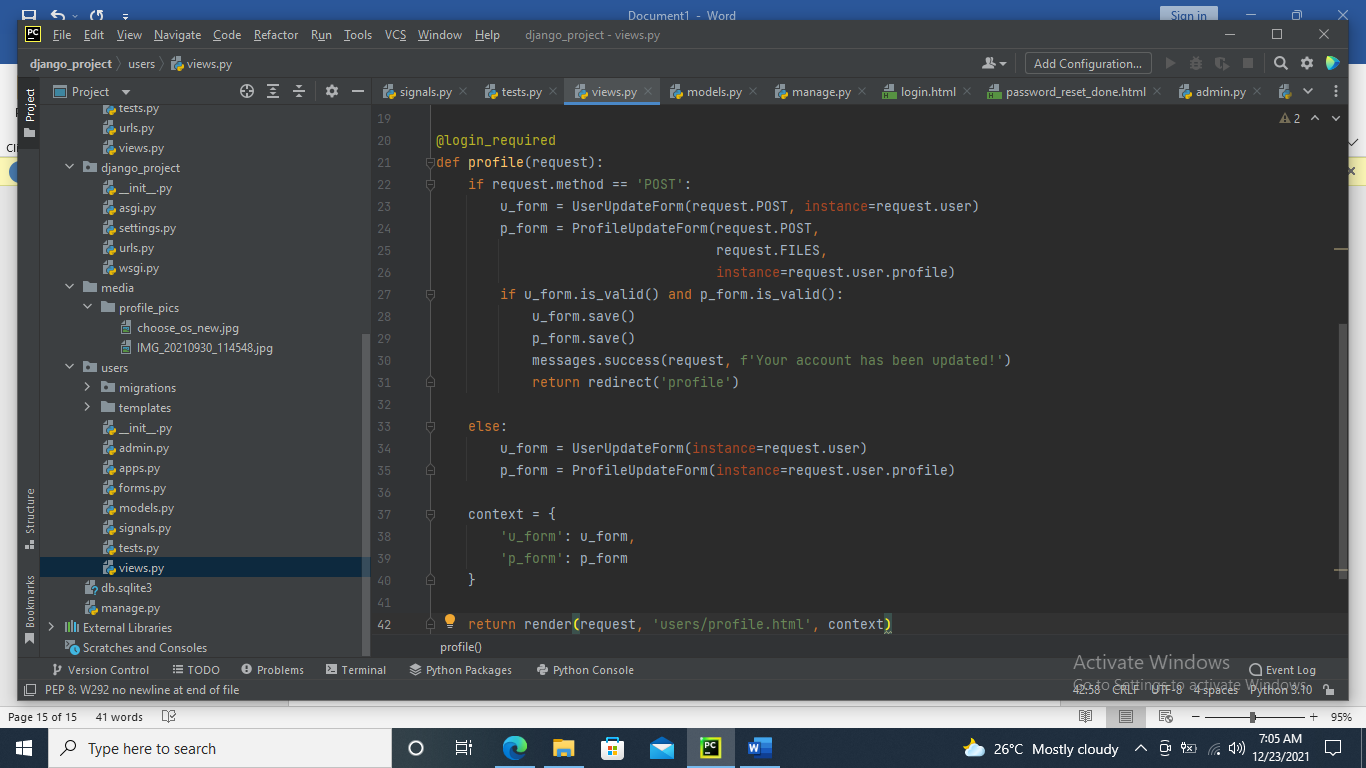 Document1 - Word
Sign in
PC File Edit View Navigate Code Refactor Run Tools VCS Window Help django_project - views.py
django_project users views.py
Add Configuration...
Project
Project
signals.py tests.py views.py models.py manage.py login.html password_reset_done.html admin.py
tests.py
urls.py
views.py
django_project
__init__.py
asgi.py
settings.py
urls.py
wsgi.py
media
profile_pics
choose_os_new.jpg
IMG_20210930_114548.jpg
users
migrations
templates
__init__.py
admin.py
apps.py
forms.py
models.py
signals.py
tests.py
views.py
db.sqlite3
manage.py
External Libraries
Scratches and Consoles
Structure
Bookmarks
2
19
20 @login_required
21 def profile(request):
22 if request.method == 'POST':
23 u_form = UserUpdateForm(request.POST, instance=request.user)
24 p_form = ProfileUpdateForm(request.POST,
25 request.FILES,
26 instance=request.user.profile)
27 if u_form.is_valid() and p_form.is_valid():
28 u_form.save()
29 p_form.save()
30 messages.success(request, f'Your account has been updated!')
31 return redirect('profile')
32
33 else:
34 u_form = UserUpdateForm(instance=request.user)
35 p_form = ProfileUpdateForm(instance=request.user.profile)
36
37 context = {
38 'u_form': u_form,
39 'p_form': p_form
40 }
41
42 return render(request, 'users/profile.html', context)
profile()
Version Control TODO Problems Terminal Python Packages Python Console
Event Log
Activate Windows
Go to Settings to activate Windows.
PEP 8: W292 no newline at end of file
42:58 CRLF UTF-8 4 spaces Python 3.10
Page 15 of 15 41 words
95%
Type here to search
PC
W
26°C Mostly cloudy
7:05 AM
12/23/2021